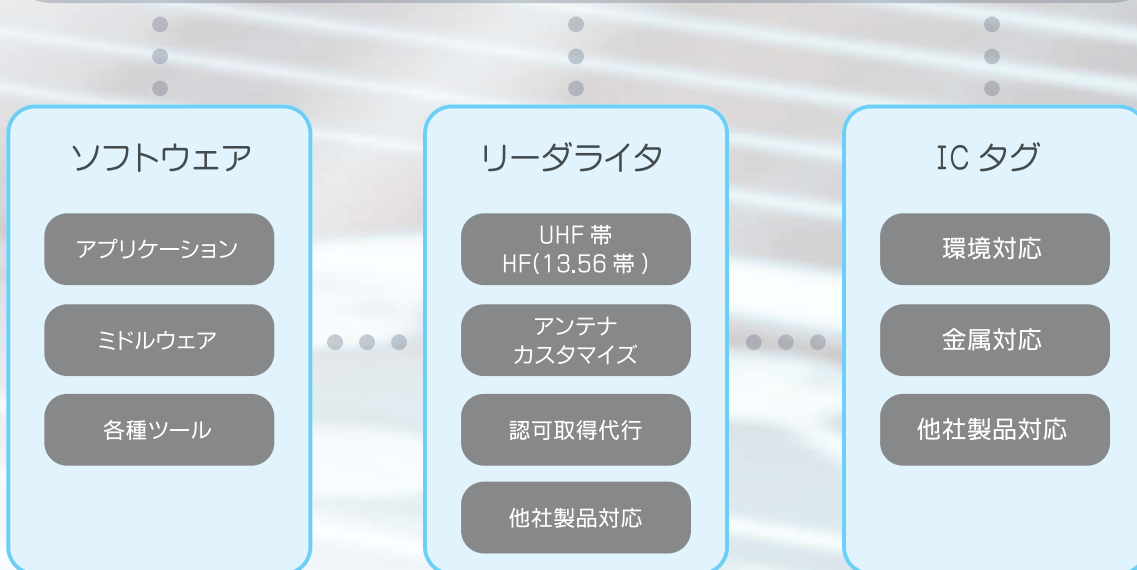 ソフトウェア
アプリケーション
ミドルウェア
各種ツール
リーダライタ
UHF 帯
HF(13.56 帯 )
アンテナ
カスタマイズ
認可取得代行
他社製品対応
IC タグ
環境対応
金属対応
他社製品対応